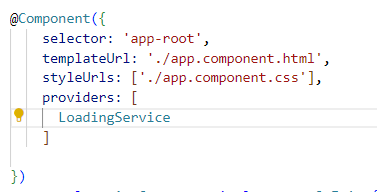 @Component({
selector: 'app-root',
templateUrl: './app.component.html',
styleUrls: ['./app.component.css'],
providers: [
LoadingService
]
})